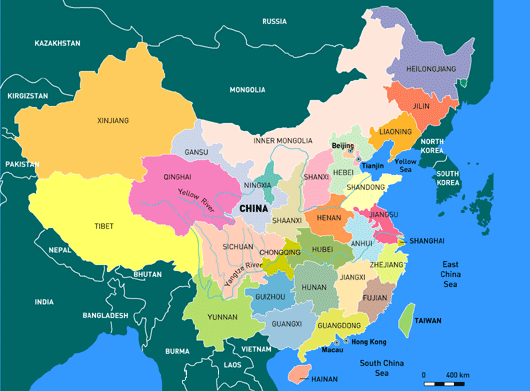 RUSSIA
KAZAKHSTAN
HEILONGJIANG
MONGOLIA
KIRGIZSTAN
JILIN
XINJIANG
LIAONING
INNER MONGOLIA
Beijing
NORTH
KOREA
GANSU
PAKISTAN
Tianjin
Yellow
Sea
HEBEI
SHANXI
QINGHAI
NINGXIA
SOUTH
KOREA
SHANDONG
Yellow River
CHINA
SHAANXI
HENAN
JIANGSU
TIBET
SICHUAN
CHONGQING
HUBEI
ANHUI
SHANGHAI
NEPAL
Yangtze River
ZHEJIANG
East
China
Sea
BHUTAN
JIANGXI
HUNAN
GUIZHOU
FUJIAN
INDIA
BANGLADESH
YUNNAN
GUANGXI
GUANGDONG
TAIWAN
Hong Kong
Macau
BURMA
VIETNAM
LAOS
South China
Sea
HAINAN
0 400 km